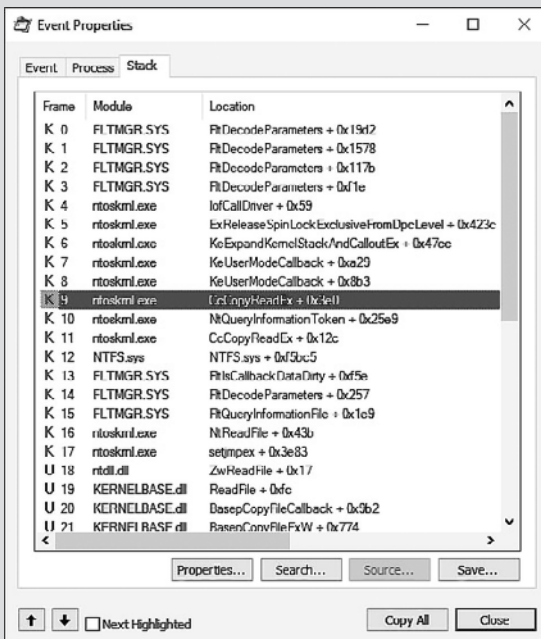 Event Properties
Event Process Stack
Frame Module Location
K 0 FLTMGR.SYS FltDecodeParameters + 0x19d2
K 1 FLTMGR.SYS FltDecodeParameters + 0x1578
K 2 FLTMGR.SYS FltDecodeParameters + 0x117b
K 3 FLTMGR.SYS FltDecodeParameters + 0xf1e
K 4 ntoskrnl.exe IofCallDriver + 0x59
K 5 ntoskrnl.exe ExReleaseSpinLockExclusiveFromDpcLevel + 0x423c
K 6 ntoskrnl.exe KeExpandKernelStackAndCalloutEx + 0x47cc
K 7 ntoskrnl.exe KeUserModeCallback + 0xa29
K 8 ntoskrnl.exe KeUserModeCallback + 0x8b3
K 9 ntoskrnl.exe CcCopyReadEx + 0x3e0
K 10 ntoskrnl.exe NtQueryInformationToken + 0x25e9
K 11 ntoskrnl.exe CcCopyReadEx + 0x12c
K 12 NTFS.sys NTFS.sys + 0xf5bc5
K 13 FLTMGR.SYS FltIsCallbackDataDirty + 0xf5e
K 14 FLTMGR.SYS FltDecodeParameters + 0x257
K 15 FLTMGR.SYS FltQueryInformationFile + 0x1e9
K 16 ntoskrnl.exe NtReadFile + 0x43b
K 17 ntoskrnl.exe setjmpex + 0x3e83
U 18 ntdll.dll ZwReadFile + 0x17
U 19 KERNELBASE.dll ReadFile + 0xfc
U 20 KERNELBASE.dll BasepCopyFileCallback + 0x9b2
U 21 KERNELBASE.dll BasepCopyFileExW + 0x774
Properties... Search... Source... Save...
Next Highlighted Copy All Close